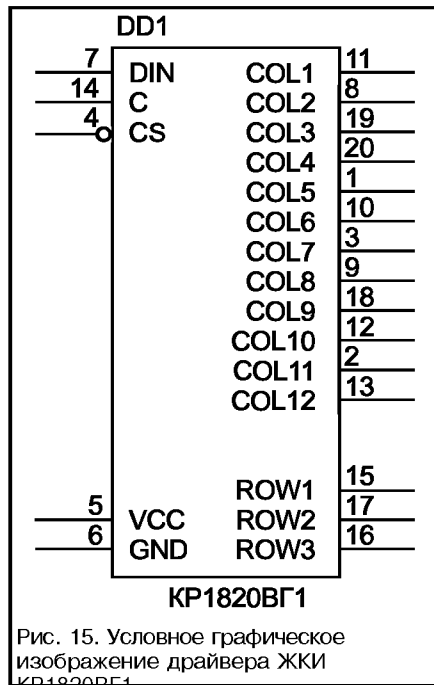 DD1
7 DIN COL1 11
14 C COL2 8
4 CS COL3 19
COL4 20
COL5 1
COL6 10
COL7 3
COL8 9
COL9 18
COL10 12
COL11 2
COL12 13
ROW1 15
5 VCC ROW2 17
6 GND ROW3 16
КР1820ВГ1
Рис. 15. Условное графическое
изображение драйвера ЖКИ
КР1820ВГ1